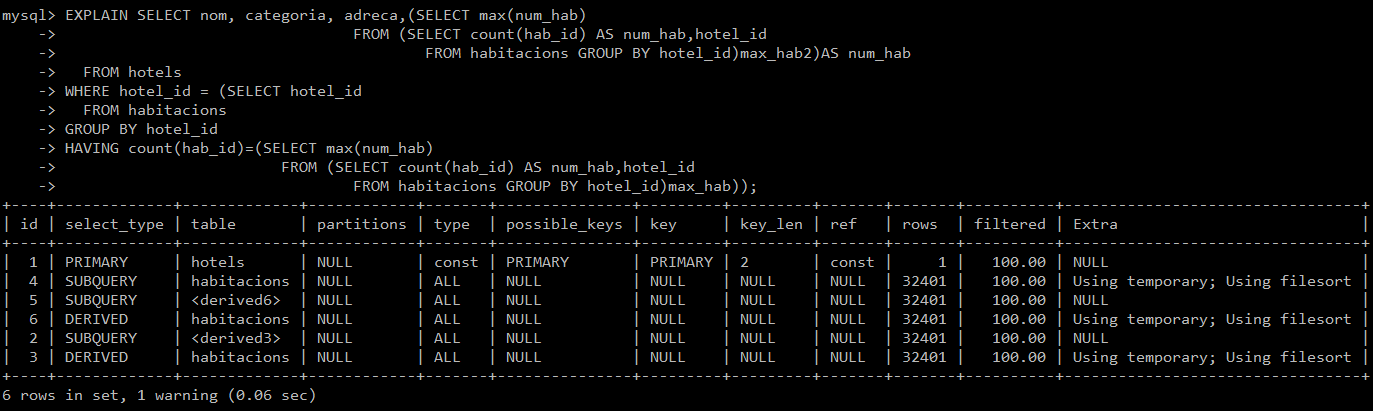 mysql> EXPLAIN SELECT nom, categoria, adreca,(SELECT max(num_hab)
    ->                                 FROM (SELECT count(hab_id) AS num_hab,hotel_id
    ->                                         FROM habitacions GROUP BY hotel_id)max_hab2)AS num_hab
    ->   FROM hotels
    -> WHERE hotel_id = (SELECT hotel_id
    ->   FROM habitacions
    -> GROUP BY hotel_id
    -> HAVING count(hab_id)=(SELECT max(num_hab)
    ->                         FROM (SELECT count(hab_id) AS num_hab,hotel_id
    ->                                 FROM habitacions GROUP BY hotel_id)max_hab));
+----+-------------+-------------+------------+-------+---------------+---------+---------+-------+-------+----------+---------------------------------+
| id | select_type | table       | partitions | type  | possible_keys | key     | key_len | ref   | rows  | filtered | Extra                           |
+----+-------------+-------------+------------+-------+---------------+---------+---------+-------+-------+----------+---------------------------------+
|  1 | PRIMARY     | hotels      | NULL       | const | PRIMARY       | PRIMARY | 2       | const |     1 |   100.00 | NULL                            |
|  4 | SUBQUERY    | habitacions | NULL       | ALL   | NULL          | NULL    | NULL    | NULL  | 32401 |   100.00 | Using temporary; Using filesort |
|  5 | SUBQUERY    | <derived6>  | NULL       | ALL   | NULL          | NULL    | NULL    | NULL  | 32401 |   100.00 | NULL                            |
|  6 | DERIVED     | habitacions | NULL       | ALL   | NULL          | NULL    | NULL    | NULL  | 32401 |   100.00 | Using temporary; Using filesort |
|  2 | SUBQUERY    | <derived3>  | NULL       | ALL   | NULL          | NULL    | NULL    | NULL  | 32401 |   100.00 | NULL                            |
|  3 | DERIVED     | habitacions | NULL       | ALL   | NULL          | NULL    | NULL    | NULL  | 32401 |   100.00 | Using temporary; Using filesort |
+----+-------------+-------------+------------+-------+---------------+---------+---------+-------+-------+----------+---------------------------------+
6 rows in set, 1 warning (0.06 sec)